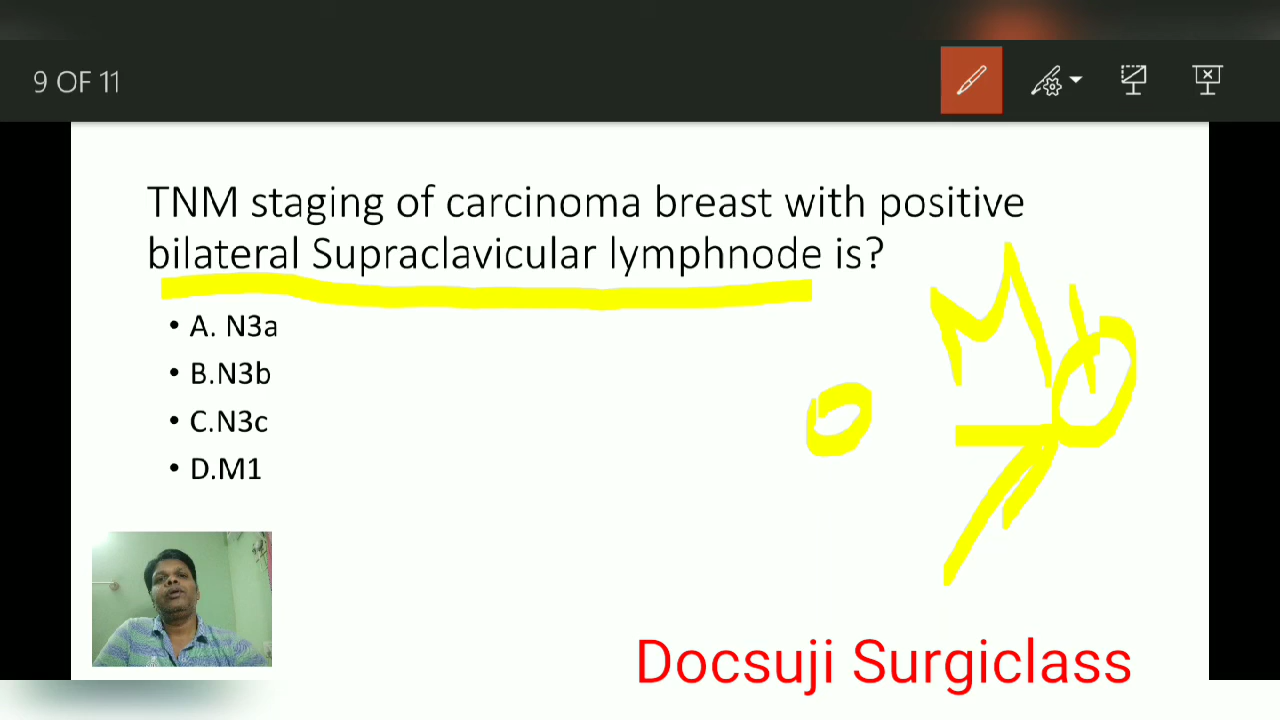 9 OF 11
TNM staging of carcinoma breast with positive
bilateral Supraclavicular lymphnode is?
• A. N3a
• B.N3b
• C.N3c
• D.M1
M1
Docsuji Surgiclass